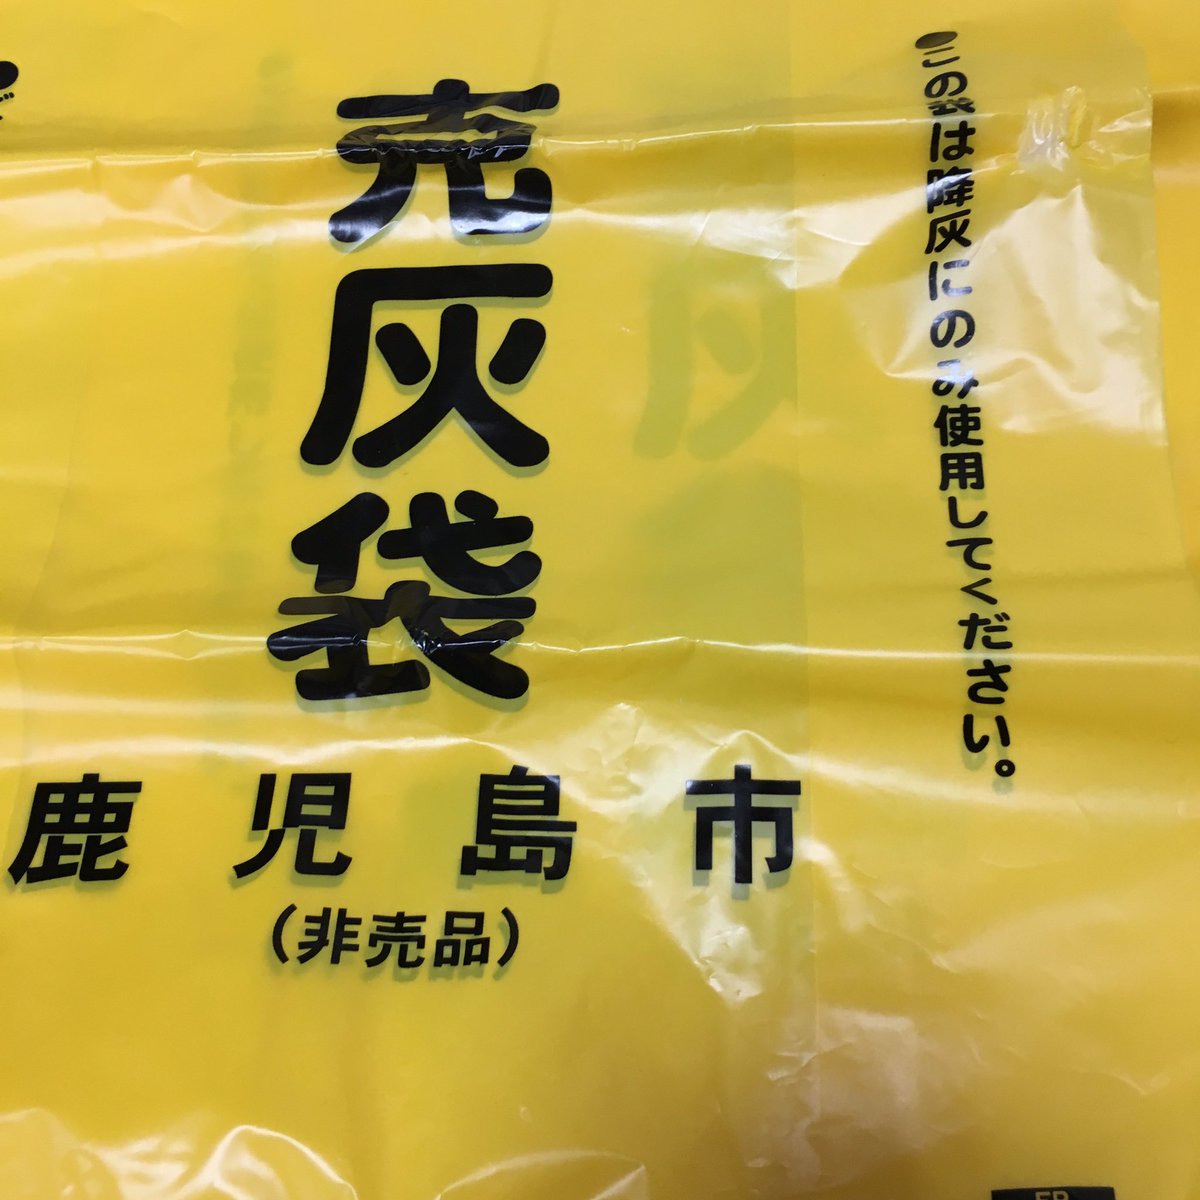 ●この袋は降灰にのみ使用してください。
克灰袋
鹿児島市
（非売品）